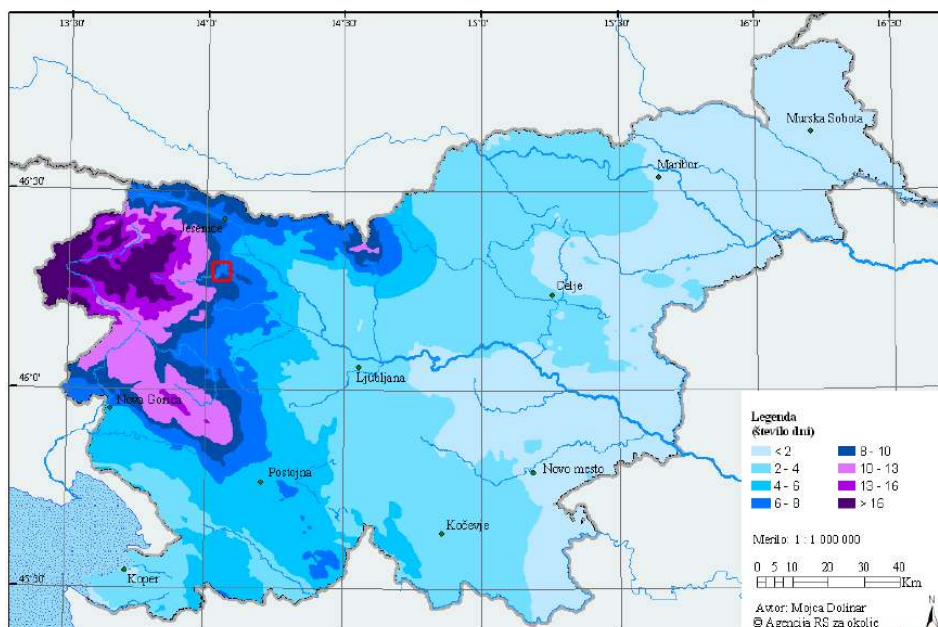 13°30' 14°0' 14°30' 15°0' 15°30' 16°0' 16°30'
Murska Sobota
Maribor
46°30'
Jesenice
Celje
46°0'
Ljubljana
Nova Gorica
Legenda
(število dni)
< 2
2 - 4
4 - 6
6 - 8
8 - 10
10 - 13
13 - 16
> 16
Postojna
Novo mesto
Kočevje
Merilo: 1 : 1 000 000
45°30'
Koper
0 5 10 20 30 40
Km
Avtor: Mojca Dolinar
© Agencija RS za okolje
N